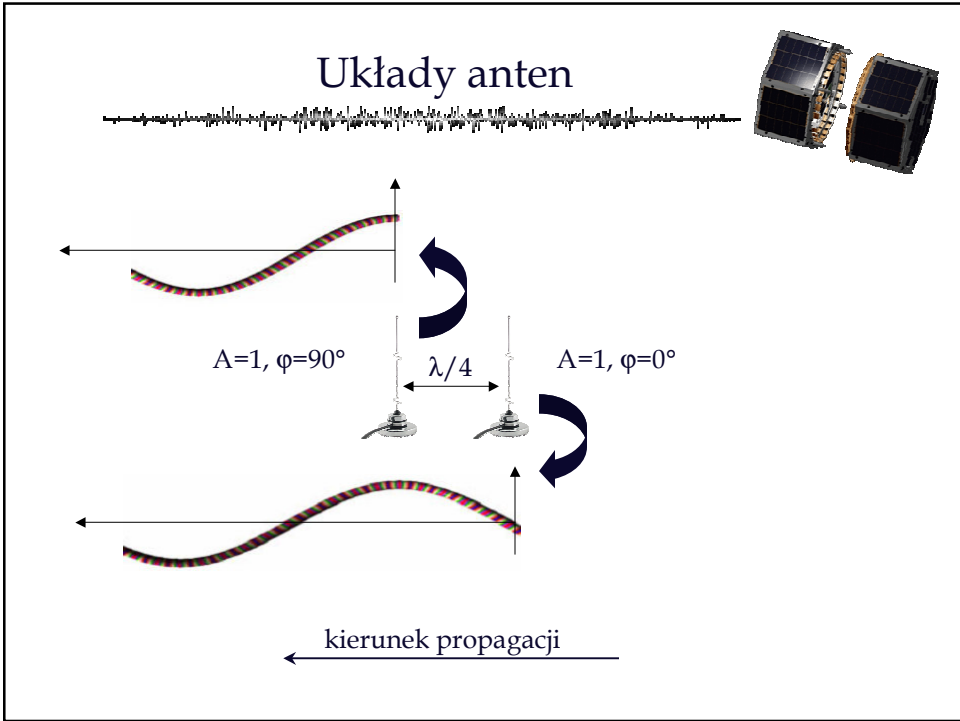 Układy anten
A=1, φ=90°
λ/4
A=1, φ=0°
kierunek propagacji